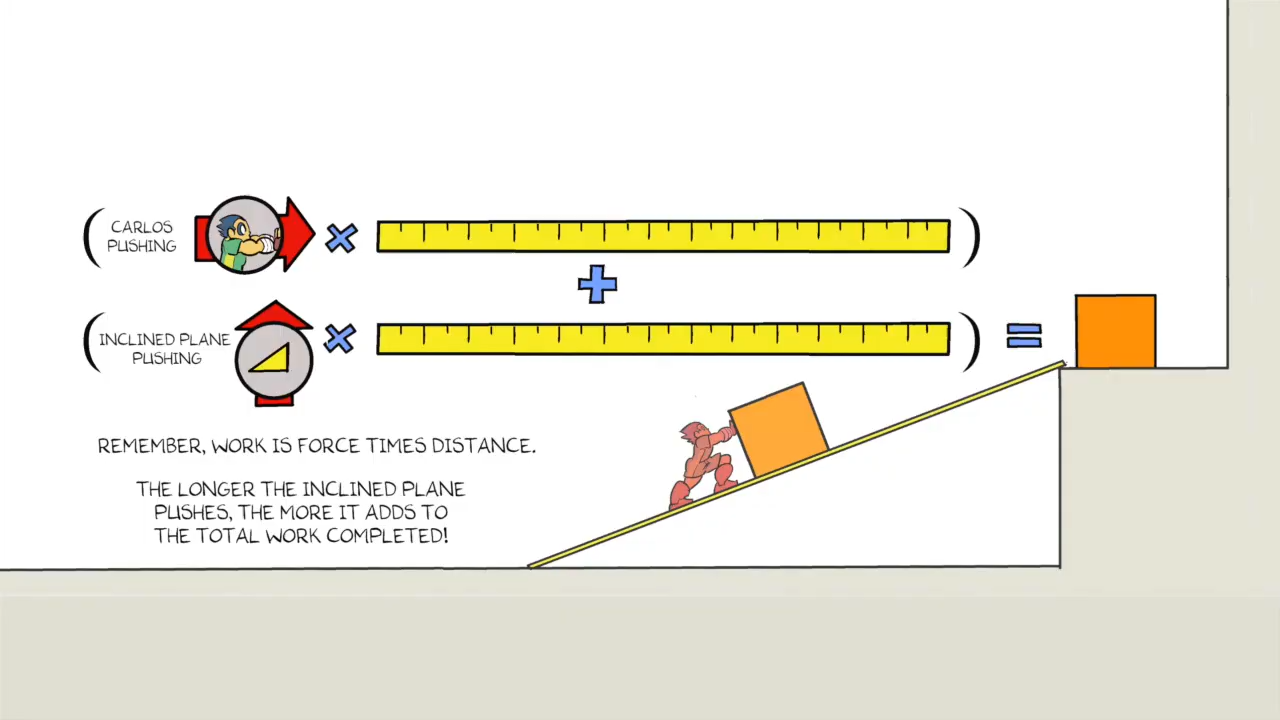 CARLOS
PUSHING
INCLINED PLANE
PUSHING
REMEMBER, WORK IS FORCE TIMES DISTANCE.
THE LONGER THE INCLINED PLANE
PUSHES, THE MORE IT ADDS TO
THE TOTAL WORK COMPLETED!